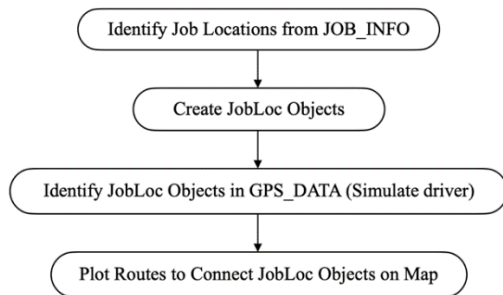 Identify Job Locations from JOB_INFO
Create JobLoc Objects
Identify JobLoc Objects in GPS_DATA (Simulate driver)
Plot Routes to Connect JobLoc Objects on Map